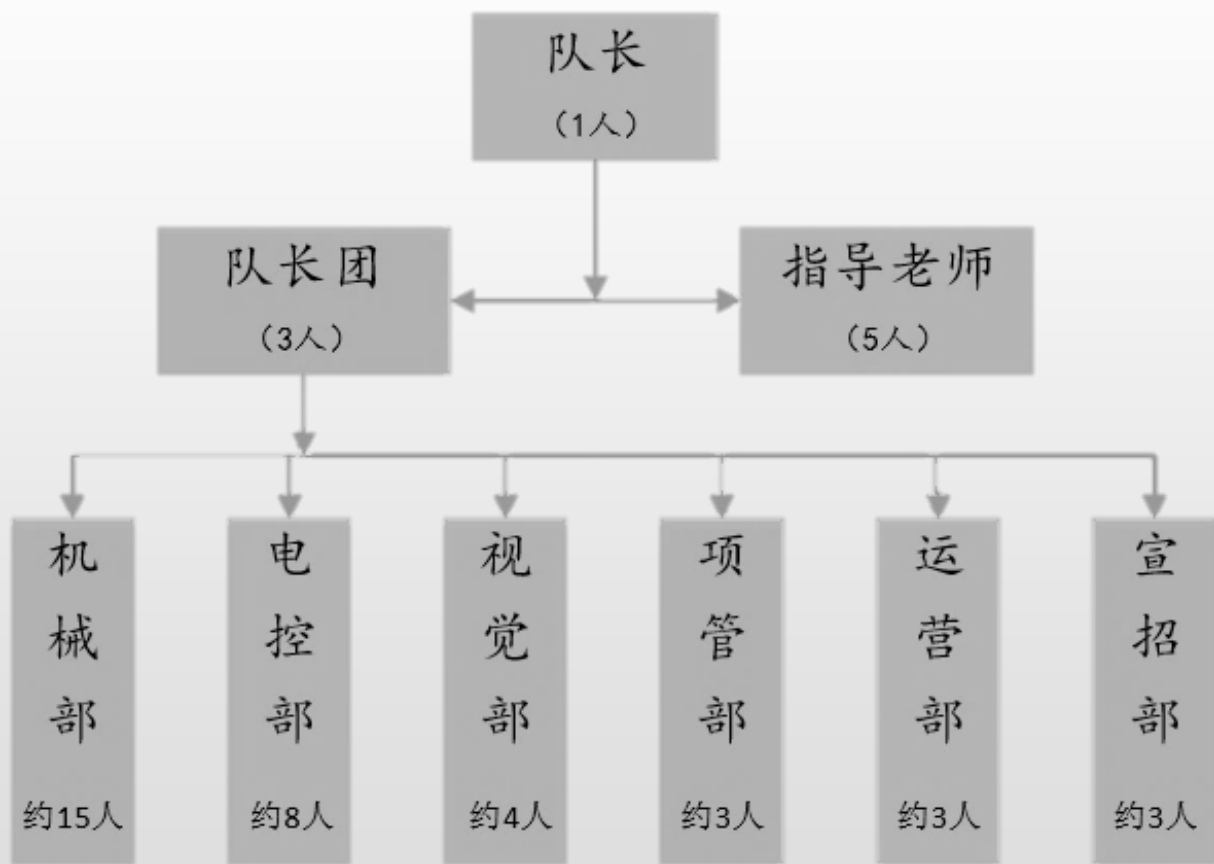 队长
（1人）
队长团
（3人）
指导老师
（5人）
机械部
约15人
电控部
约8人
视觉部
约4人
项管部
约3人
运营部
约3人
宣招部
约3人